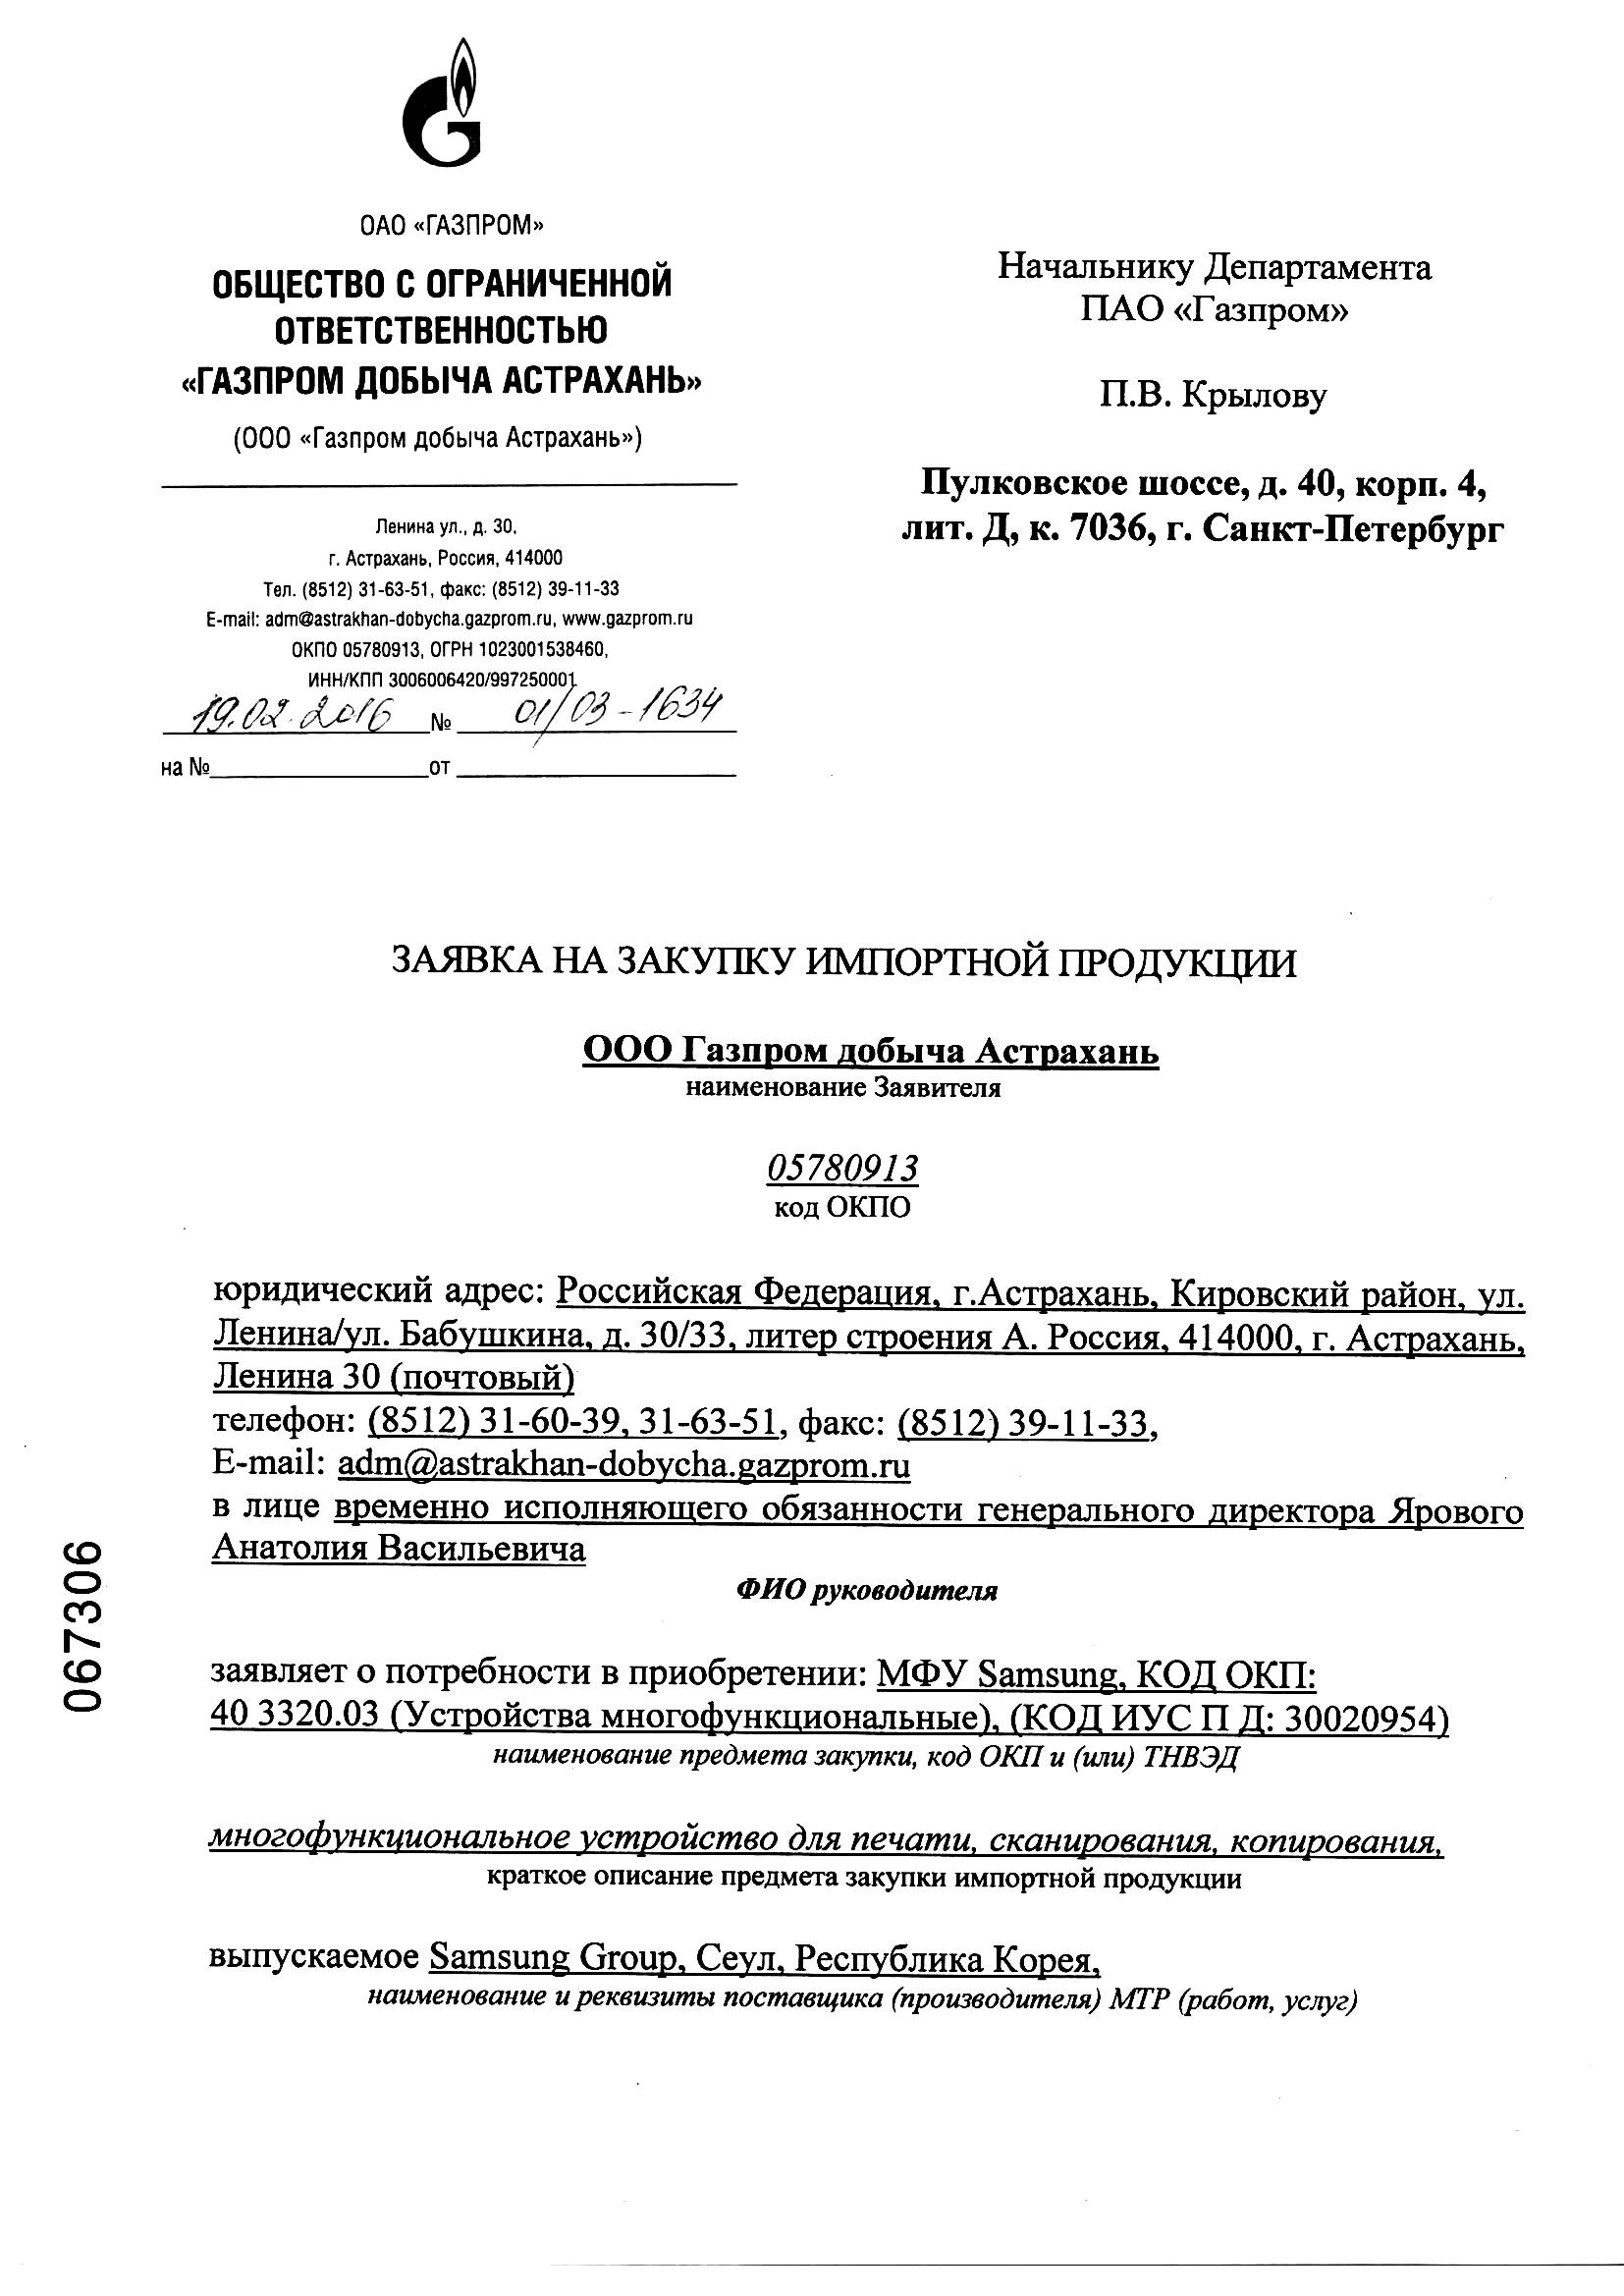 ОАО «ГАЗПРОМ»
ОБЩЕСТВО С ОГРАНИЧЕННОЙ
ОТВЕТСТВЕННОСТЬЮ
«ГАЗПРОМ ДОБЫЧА АСТРАХАНЬ»
(ООО «Газпром добыча Астрахань»)
Ленина ул., д. 30,
г. Астрахань, Россия, 414000
Тел. (8512) 31-63-51, факс: (8512) 39-11-33
E-mail: adm@astrakhan-dobycha.gazprom.ru, www.gazprom.ru
ОКПО 05780913, ОГРН 1023001538460,
ИНН/КПП 3006006420/997250001
19.02.2016 № 01/03-1634
на № от
Начальнику Департамента
ПАО «Газпром»
П.В. Крылову
Пулковское шоссе, д. 40, корп. 4,
лит. Д, к. 7036, г. Санкт-Петербург
ЗАЯВКА НА ЗАКУПКУ ИМПОРТНОЙ ПРОДУКЦИИ
ООО Газпром добыча Астрахань
наименование Заявителя
05780913
код ОКПО
юридический адрес: Российская Федерация, г.Астрахань, Кировский район, ул.
Ленина/ул. Бабушкина, д. 30/33, литер строения А. Россия, 414000, г. Астрахань,
Ленина 30 (почтовый)
телефон: (8512) 31-60-39, 31-63-51, факс: (8512) 39-11-33,
E-mail: adm@astrakhan-dobycha.gazprom.ru
в лице временно исполняющего обязанности генерального директора Ярового
Анатолия Васильевича
ФИО руководителя
заявляет о потребности в приобретении: МФУ Samsung, КОД ОКП:
40 3320.03 (Устройства многофункциональные), (КОД ИУС П Д: 30020954)
наименование предмета закупки, код ОКП и (или) ТНВЭД
многофункциональное устройство для печати, сканирования, копирования,
краткое описание предмета закупки импортной продукции
выпускаемое Samsung Group, Сеул, Республика Корея,
наименование и реквизиты поставщика (производителя) МТР (работ, услуг)
067306